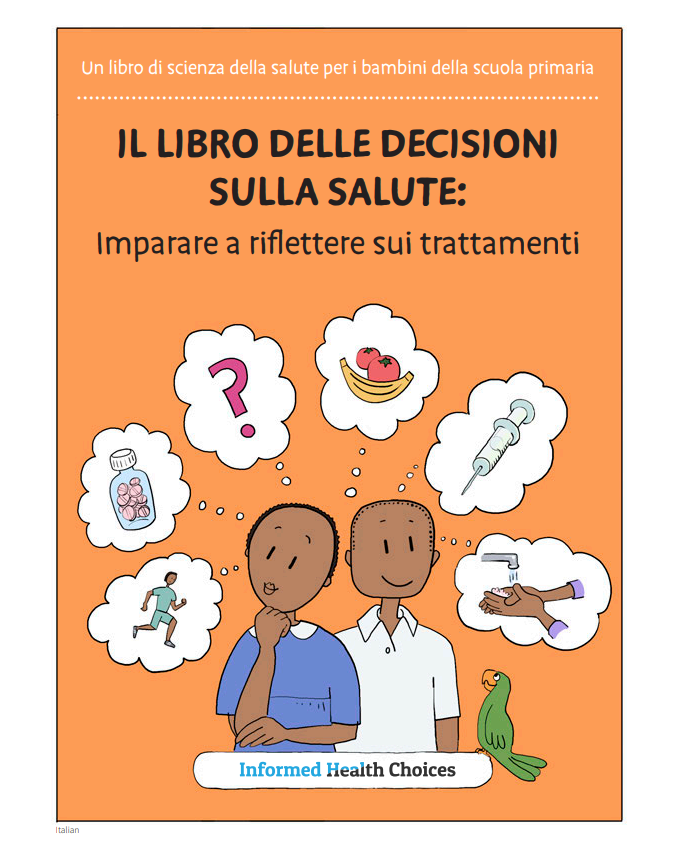 Un libro di scienza della salute per i bambini della scuola primaria
IL LIBRO DELLE DECISIONI
SULLA SALUTE:
Imparare a riflettere sui trattamenti
?
Informed Health Choices
Italian